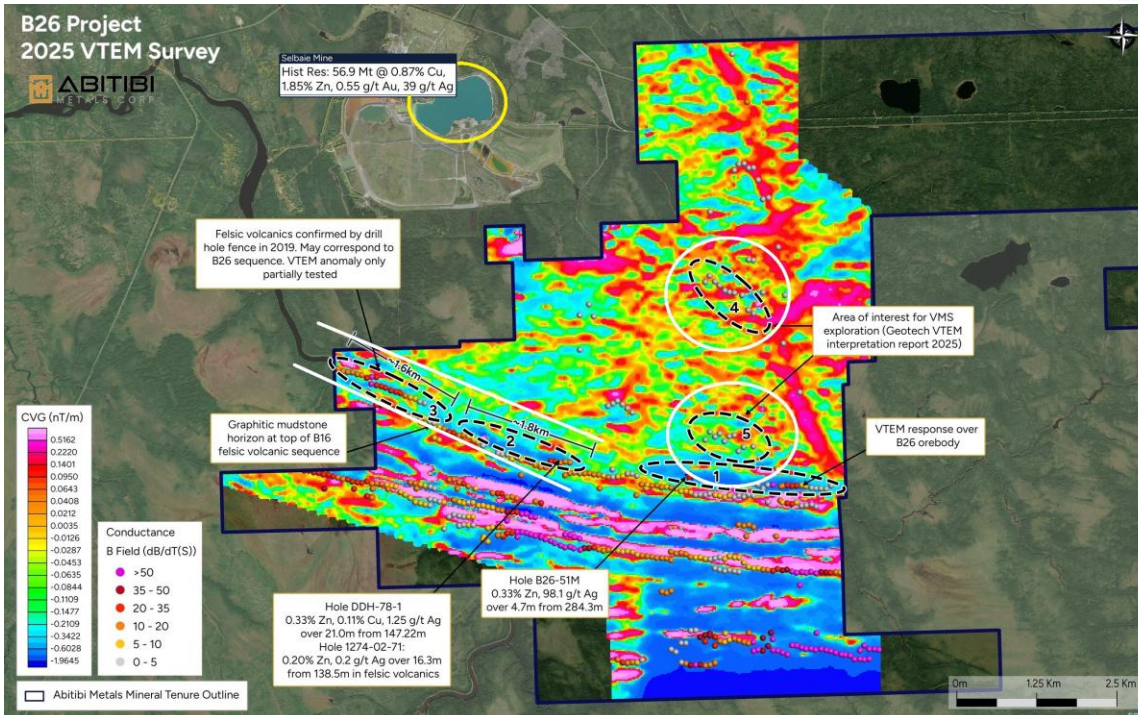 B26 Project
2025 VTEM Survey
ABITIBI
METALS CORP
Selbaie Mine
Hist Res: 56.9 Mt @ 0.87% Cu,
1.85% Zn, 0.55 g/t Au, 39 g/t Ag
Felsic volcanics confirmed by drill
hole fence in 2019. May correspond to
B26 sequence. VTEM anomaly only
partially tested
4
Area of interest for VMS
exploration (Geotech VTEM
interpretation report 2025)
~1.6km
3
~1.8km
2
5
1
Graphitic mudstone
horizon at top of B16
felsic volcanic sequence
VTEM response over
B26 orebody
CVG (nT/m)
0.5162
0.2220
0.1401
0.0950
0.0643
0.0408
0.0212
0.0035
-0.0126
-0.0287
-0.0453
-0.0635
-0.0844
-0.1109
-0.1477
-0.2109
-0.3422
-0.6028
-1.9645
Conductance
B Field (dB/dT(S))
>50
35 - 50
20 - 35
10 - 20
5 - 10
0 - 5
Hole B26-51M
0.33% Zn, 98.1 g/t Ag
over 4.7m from 284.3m
Hole DDH-78-1
0.33% Zn, 0.11% Cu, 1.25 g/t Ag
over 21.0m from 147.22m
Hole 1274-02-71:
0.20% Zn, 0.2 g/t Ag over 16.3m
from 138.5m in felsic volcanics
Abitibi Metals Mineral Tenure Outline
0m 1.25 Km 2.5 Km